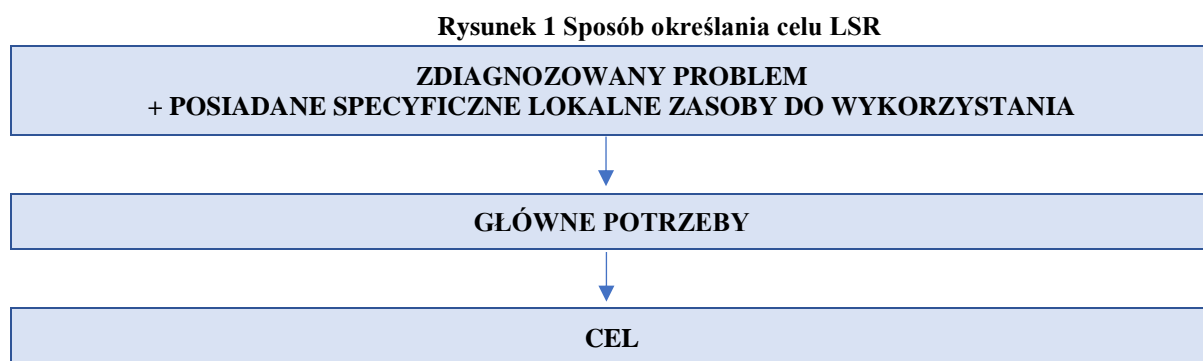 Rysunek 1 Sposób określania celu LSR
ZDIAGNOZOWANY PROBLEM
+ POSIADANE SPECYFICZNE LOKALNE ZASOBY DO WYKORZYSTANIA
GŁÓWNE POTRZEBY
CEL